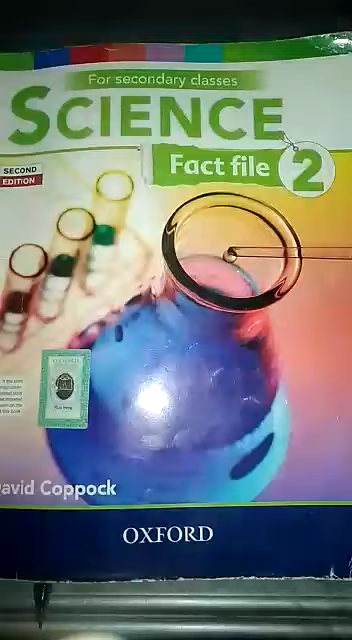 For secondary classes
SCIENCE
Fact file 2
SECOND
EDITION
David Coppock
OXFORD